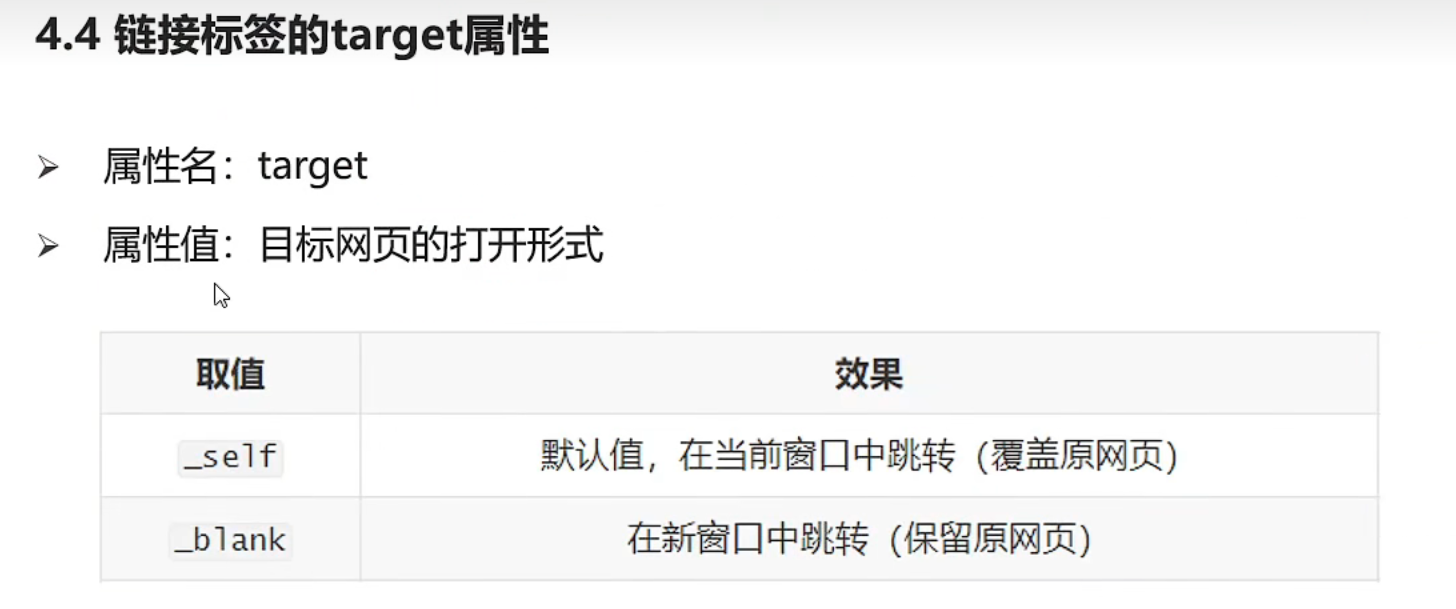 4.4 链接标签的target属性
属性名：target
属性值：目标网页的打开形式
取值 效果
_self 默认值，在当前窗口中跳转（覆盖原网页）
_blank 在新窗口中跳转（保留原网页）